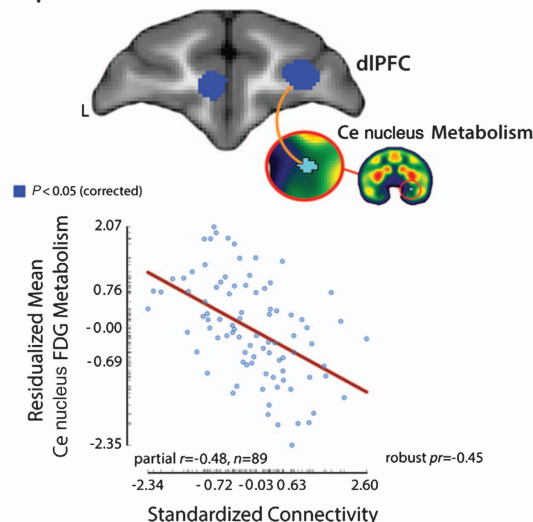 dlPFC
L
Ce nucleus Metabolism
P < 0.05 (corrected)
Residualized Mean
Ce nucleus FDG Metabolism
2.07
0.76
-0.00
-0.69
-2.35
partial r=-0.48, n=89
robust pr=-0.45
-2.34 -0.72 -0.03 0.63 2.60
Standardized Connectivity